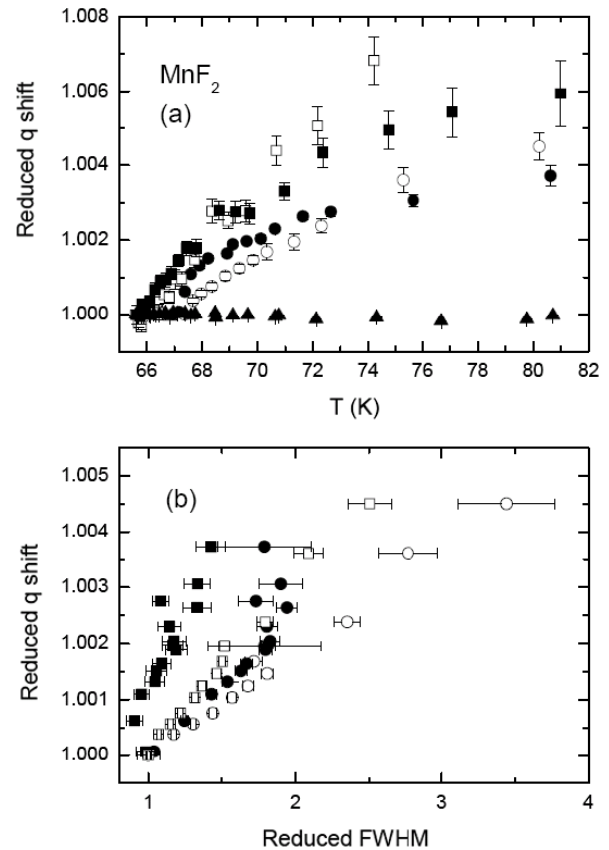 1.008
1.006
1.004
1.002
1.000
Reduced q shift
MnF2
(a)
66 68 70 72 74 76 78 80 82
T (K)
1.005
1.004
1.003
1.002
1.001
1.000
Reduced q shift
(b)
1 2 3 4
Reduced FWHM